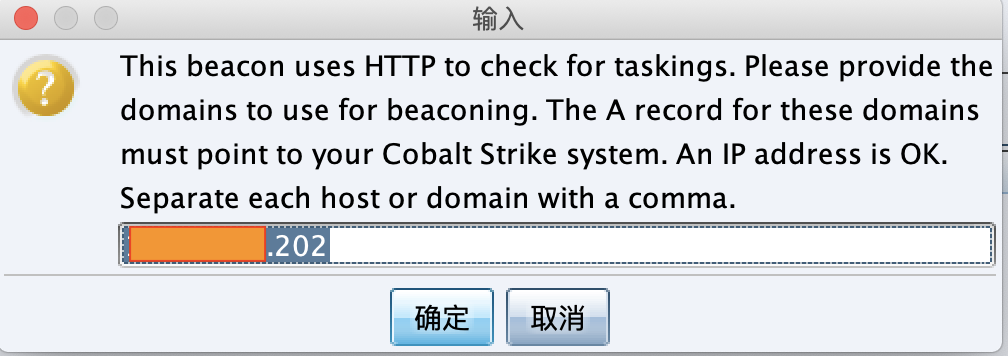 输入
This beacon uses HTTP to check for taskings. Please provide the
domains to use for beaconing. The A record for these domains
must point to your Cobalt Strike system. An IP address is OK.
Separate each host or domain with a comma.
.202
确定 取消